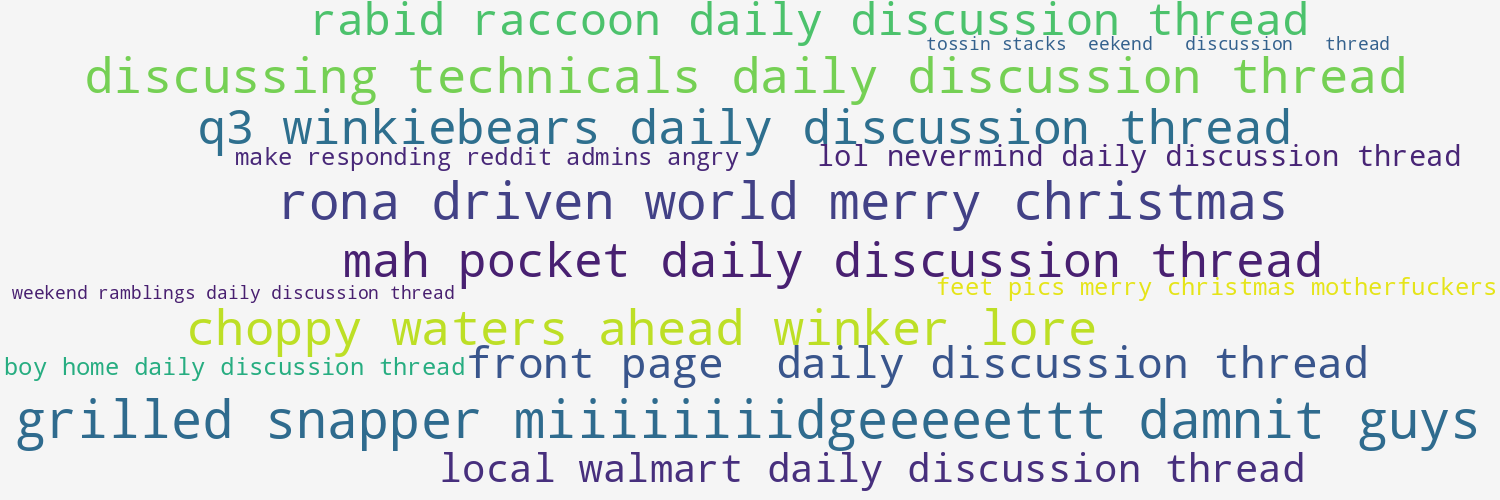 rabid raccoon daily discussion thread
tossin stacks eekend discussion thread
discussing technicals daily discussion thread
q3 winkiebears daily discussion thread
make responding reddit admins angry
lol nevermind daily discussion thread
rona driven world merry christmas
mah pocket daily discussion thread
weekend ramblings daily discussion thread
feet pics merry christmas motherfuckers
choppy waters ahead winker lore
boy home daily discussion thread
front page daily discussion thread
grilled snapper miiiiiiiidgeeeeettt damnit guys
local walmart daily discussion thread